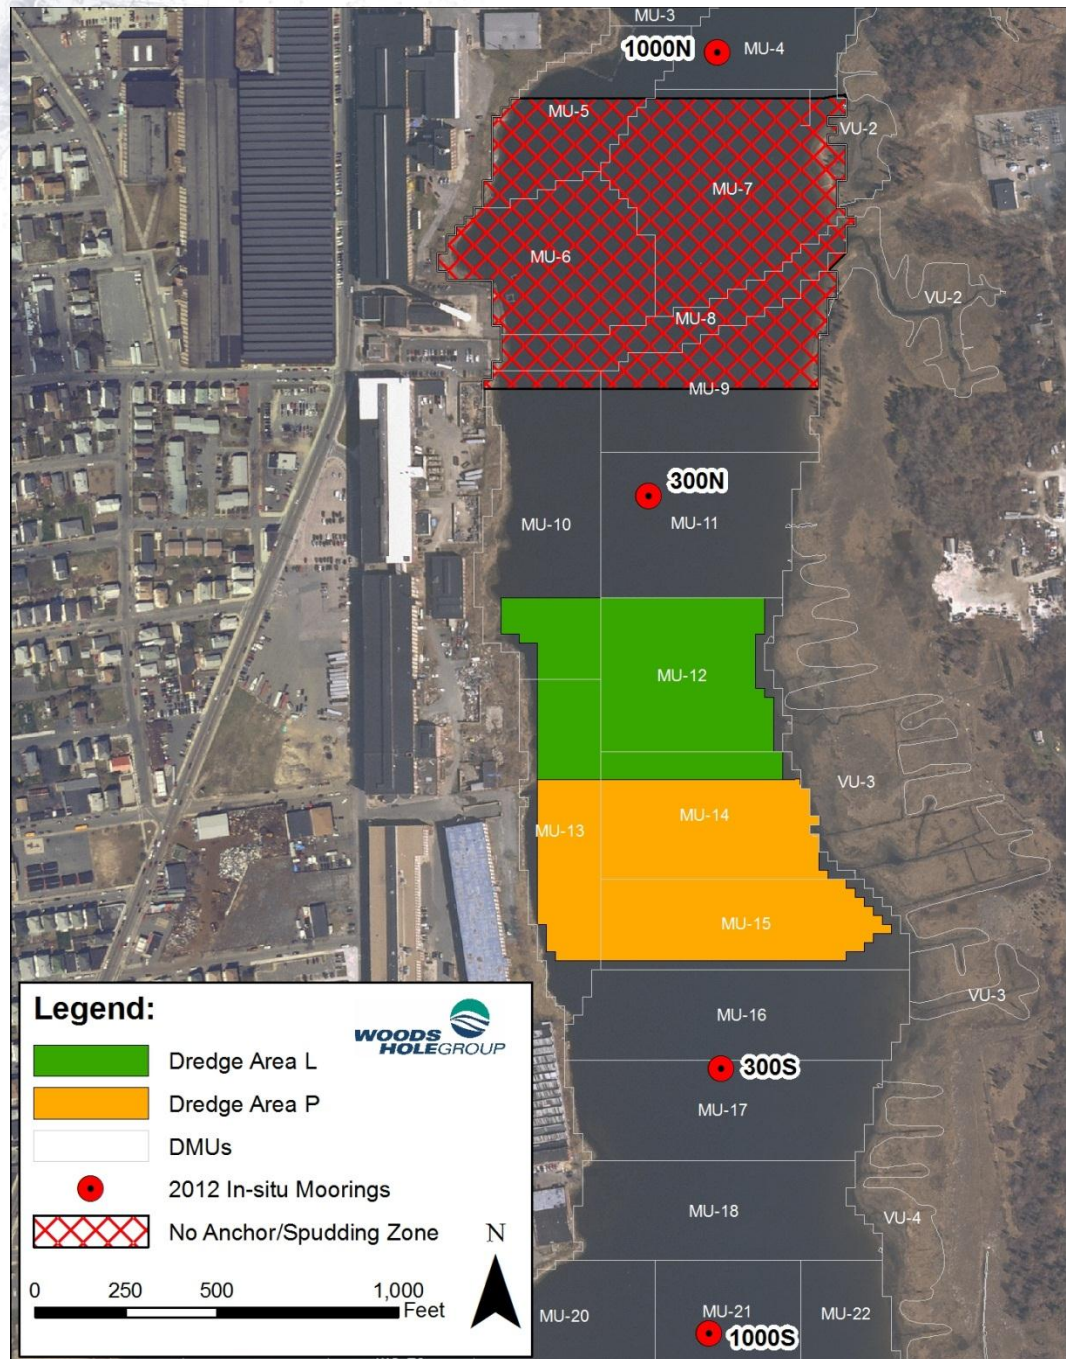 MU-3
1000N
MU-4
MU-5
VU-2
MU-7
MU-6
VU-2
MU-8
MU-9
300N
MU-10
MU-11
MU-12
VU-3
MU-14
MU-13
MU-15
VU-3
MU-16
300S
MU-17
MU-18
VU-4
MU-20
MU-21
MU-22
1000S
Legend:
WOODS
HOLEGROUP
Dredge Area L
Dredge Area P
DMUs
2012 In-situ Moorings
No Anchor/Spudding Zone
N
0 250 500 1,000
Feet